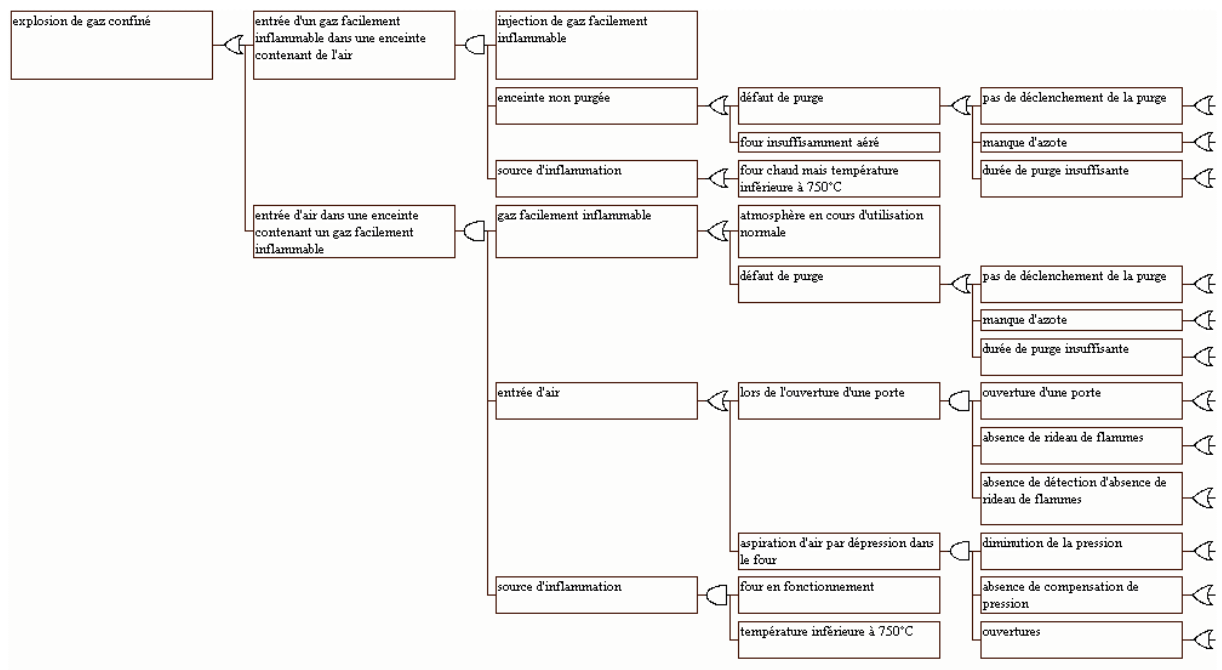 explosion de gaz confiné
entrée d'un gaz facilement
inflammable dans une enceinte
contenant de l'air
injection de gaz facilement
inflammable
enceinte non purgée
défaut de purge
pas de déclenchement de la purge
manque d'azote
durée de purge insuffisante
four insuffisamment aéré
source d'inflammation
four chaud mais température
inférieure à 750°C
entrée d'air dans une enceinte
contenant un gaz facilement
inflammable
gaz facilement inflammable
atmosphère en cours d'utilisation
normale
défaut de purge
pas de déclenchement de la purge
manque d'azote
durée de purge insuffisante
entrée d'air
lors de l'ouverture d'une porte
ouverture d'une porte
absence de rideau de flammes
absence de détection d'absence de
rideau de flammes
aspiration d'air par dépression dans
le four
diminution de la pression
absence de compensation de
pression
ouvertures
source d'inflammation
four en fonctionnement
température inférieure à 750°C